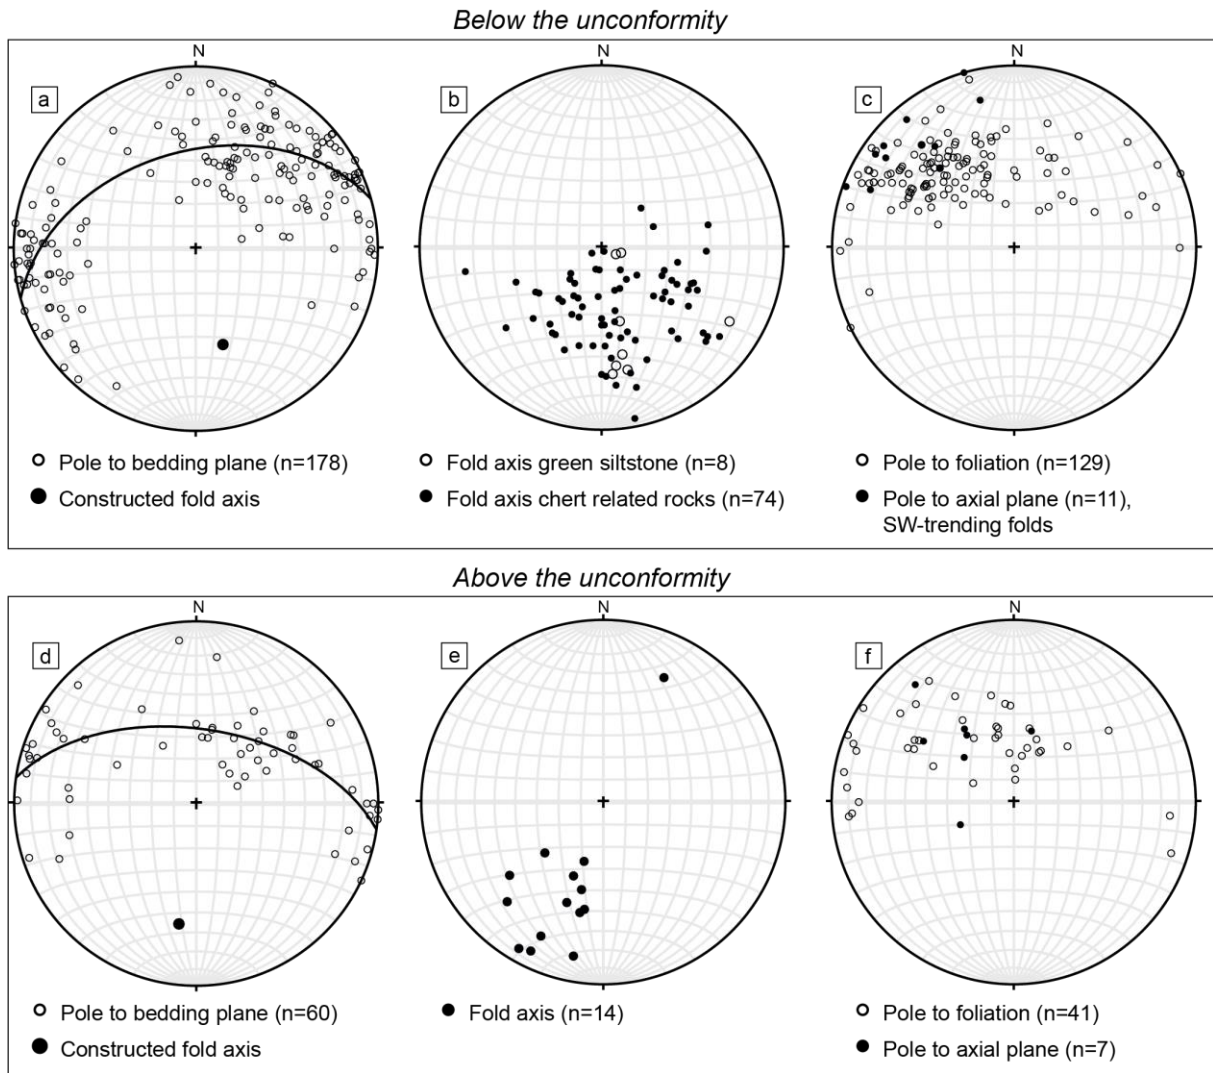 Below the unconformity
N
N
N
a
b
c
Pole to bedding plane (n=178)
Constructed fold axis
Fold axis green siltstone (n=8)
Fold axis chert related rocks (n=74)
Pole to foliation (n=129)
Pole to axial plane (n=11),
SW-trending folds
Above the unconformity
N
N
N
d
e
f
Pole to bedding plane (n=60)
Constructed fold axis
Fold axis (n=14)
Pole to foliation (n=41)
Pole to axial plane (n=7)